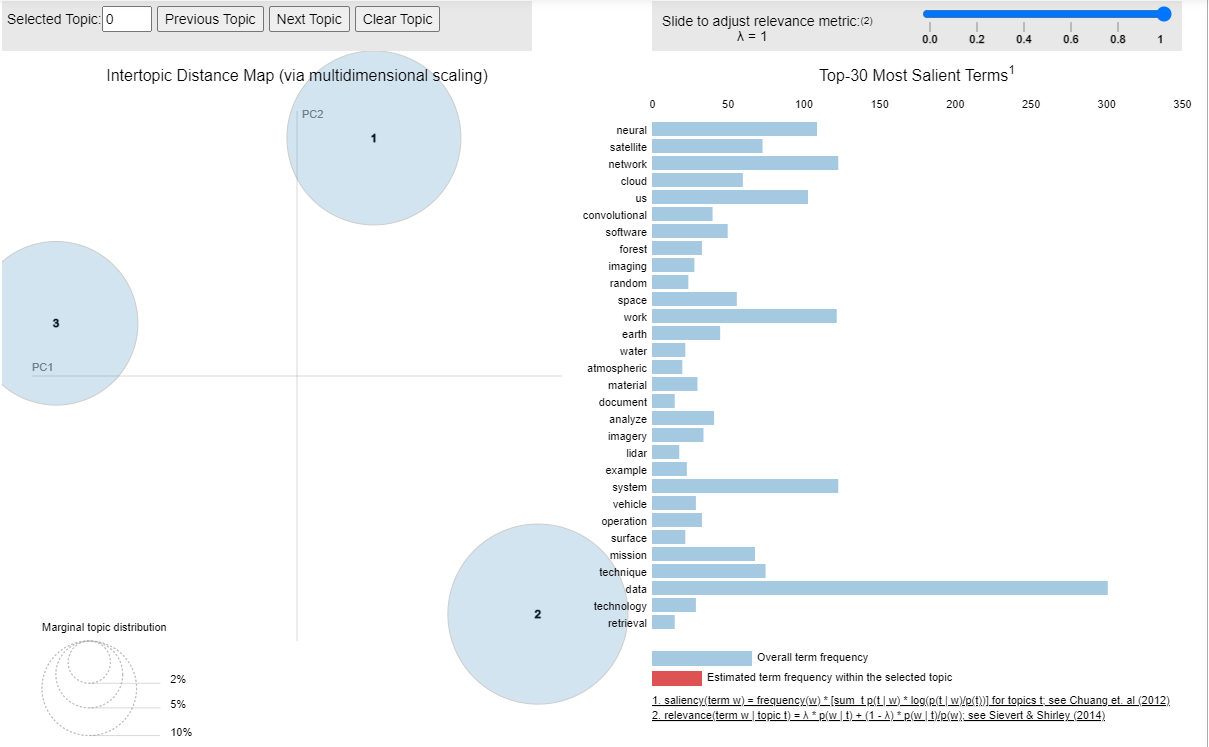 Selected Topic: 0 Previous Topic Next Topic Clear Topic
Slide to adjust relevance metric:(2)
λ = 1
0.0 0.2 0.4 0.6 0.8 1
Intertopic Distance Map (via multidimensional scaling)
PC2
1
3
PC1
2
Marginal topic distribution
2%
5%
10%
Top-30 Most Salient Terms1
0 50 100 150 200 250 300 350
neural
satellite
network
cloud
us
convolutional
software
forest
imaging
random
space
work
earth
water
atmospheric
material
document
analyze
imagery
lidar
example
system
vehicle
operation
surface
mission
technique
data
technology
retrieval
Overall term frequency
Estimated term frequency within the selected topic
1. saliency(term w) = frequency(w) * [sum_t p(t | w) * log(p(t | w)/p(t))] for topics t; see Chuang et. al (2012)
2. relevance(term w | topic t) = λ * p(w | t) + (1 - λ) * p(w | t)/p(w); see Sievert & Shirley (2014)